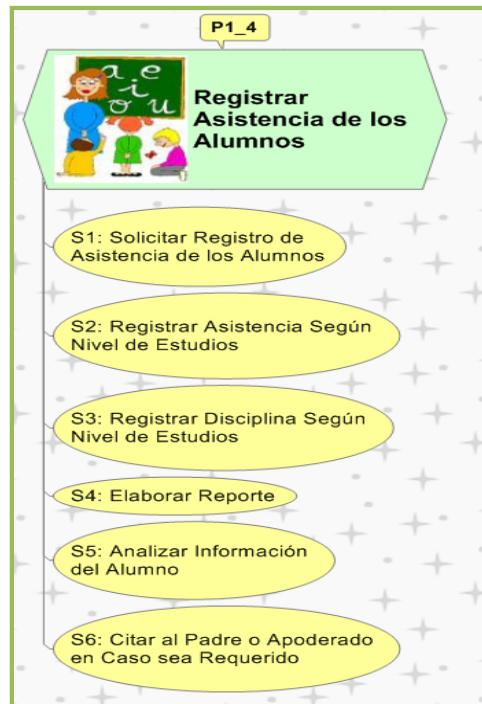 P1_4
a e
i
o u
Registrar
Asistencia de los
Alumnos
S1: Solicitar Registro de
Asistencia de los Alumnos
S2: Registrar Asistencia Según
Nivel de Estudios
S3: Registrar Disciplina Según
Nivel de Estudios
S4: Elaborar Reporte
S5: Analizar Información
del Alumno
S6: Citar al Padre o Apoderado
en Caso sea Requerido